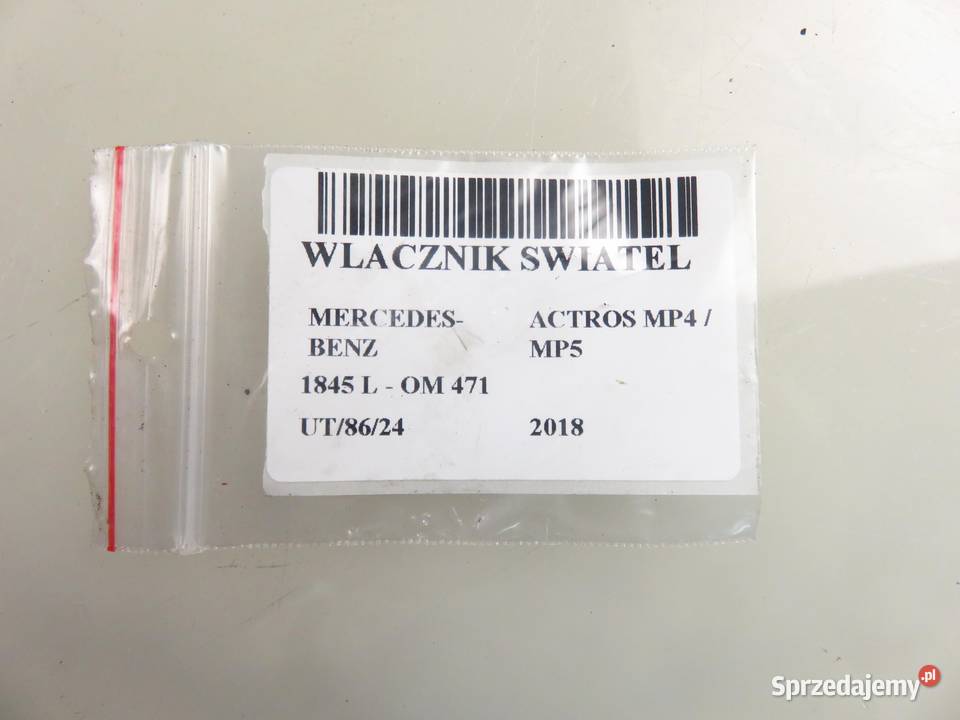 WLACZNIK SWIATEL
MERCEDES-
BENZ
ACTROS MP4 /
MP5
1845 L - OM 471
UT/86/24 2018
Sprzedajemy.pl